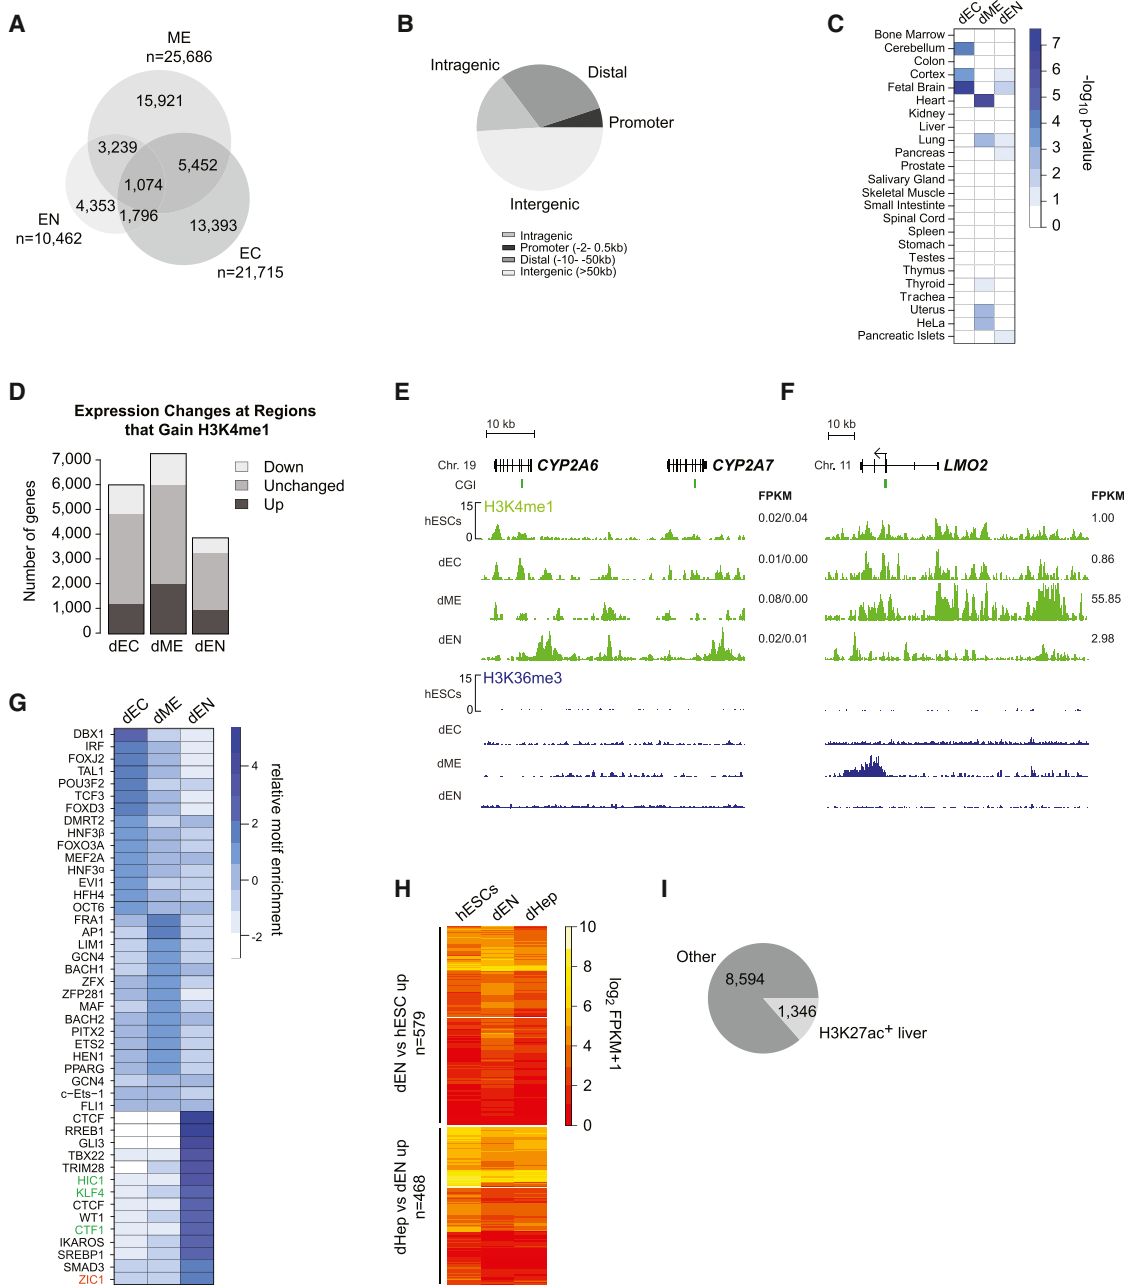 A
ME
n=25,686
15,921
3,239
5,452
1,074
4,353
1,796
13,393
EN
n=10,462
EC
n=21,715
B
Intragenic
Distal
Promoter
Intergenic
Intragenic
Promoter (-2- 0.5kb)
Distal (-10- -50kb)
Intergenic (>50kb)
C
dEC dME dEN
Bone Marrow
Cerebellum
Colon
Cortex
Fetal Brain
Heart
Kidney
Liver
Lung
Pancreas
Prostate
Salivary Gland
Skeletal Muscle
Small Intestinte
Spinal Cord
Spleen
Stomach
Testes
Thymus
Thyroid
Trachea
Uterus
HeLa
Pancreatic Islets
7
6
5
4
3
2
1
0
-log10 p-value
D
Expression Changes at Regions
that Gain H3K4me1
Number of genes
7,000
6,000
5,000
4,000
3,000
2,000
1,000
0
dEC dME dEN
Down
Unchanged
Up
E
10 kb
Chr. 19
CYP2A6
CYP2A7
CGI
FPKM
15
0
H3K4me1
hESCs
0.02/0.04
dEC
0.01/0.00
dME
0.08/0.00
dEN
0.02/0.01
15
0
H3K36me3
hESCs
dEC
dME
dEN
F
10 kb
Chr. 11
LMO2
FPKM
1.00
0.86
55.85
2.98
G
dEC dME dEN
DBX1
IRF
FOXJ2
TAL1
POU3F2
TCF3
FOXD3
DMRT2
HNF3β
FOXO3A
MEF2A
HNF3α
EVI1
HFH4
OCT6
FRA1
AP1
LIM1
GCN4
BACH1
ZFX
ZFP281
MAF
BACH2
PITX2
ETS2
HEN1
PPARG
GCN4
c−Ets−1
FLI1
CTCF
RREB1
GLI3
TBX22
TRIM28
HIC1
KLF4
CTCF
WT1
CTF1
IKAROS
SREBP1
SMAD3
ZIC1
4
2
0
-2
relative motif enrichment
H
hESCs dEN dHep
dEN vs hESC up
n=579
dHep vs dEN up
n=468
10
8
6
4
2
0
log2 FPKM+1
I
Other
8,594
1,346
H3K27ac+ liver